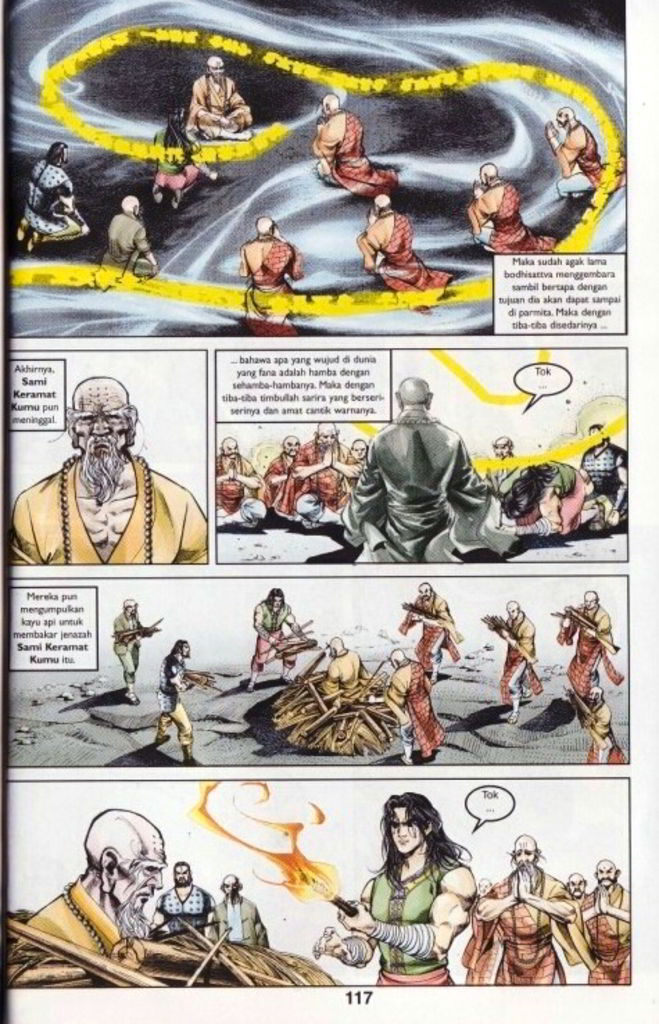 Maka sudah agak lama
bodhisattva menggembara
sambil bertapa dengan
tujuan dia akan dapat sampai
di parmita. Maka dengan
tiba-tiba disedarinya ...
Akhirnya,
Sami
Keramat
Kumu pun
meninggal.
... bahawa apa yang wujud di dunia
yang fana adalah hamba dengan
sehamba-hambanya. Maka dengan
tiba-tiba timbullah sarira yang berseri-
serinya dan amat cantik warnanya.
Tok
...
Mereka pun
mengumpulkan
kayu api untuk
membakar jenazah
Sami Keramat
Kumu itu.
Tok
...
117